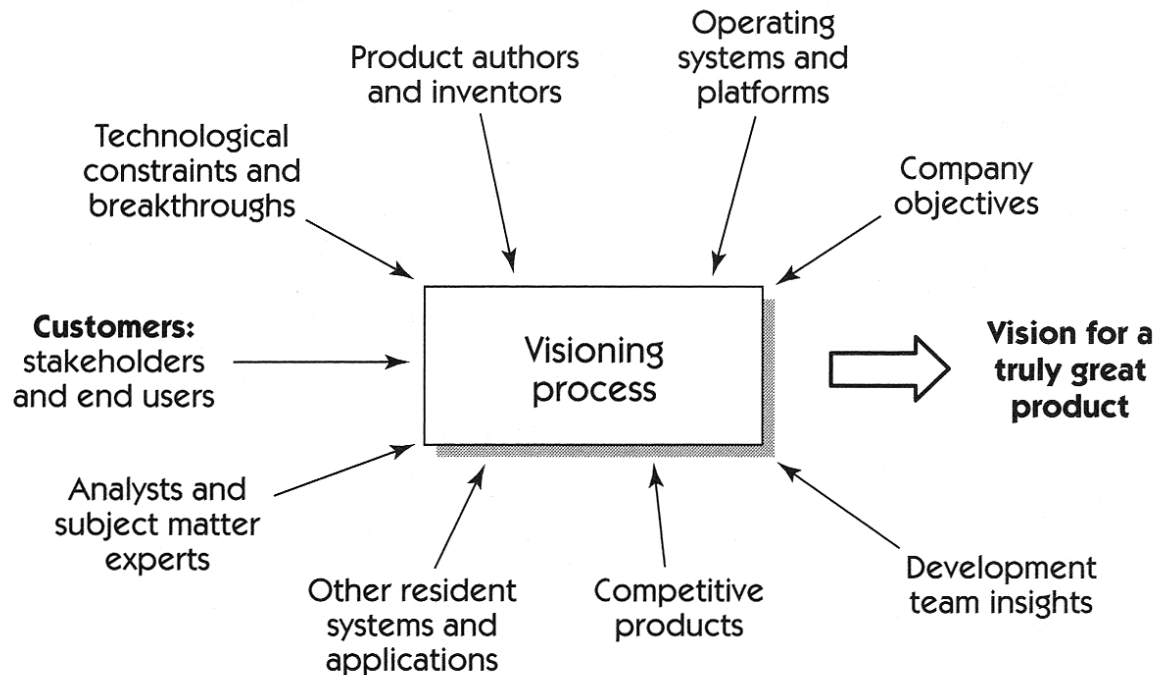 Operating
systems and
platforms
Product authors
and inventors
Technological
constraints and
breakthroughs
Company
objectives
Customers:
stakeholders
and end users
Visioning
process
Vision for a
truly great
product
Analysts and
subject matter
experts
Other resident
systems and
applications
Competitive
products
Development
team insights